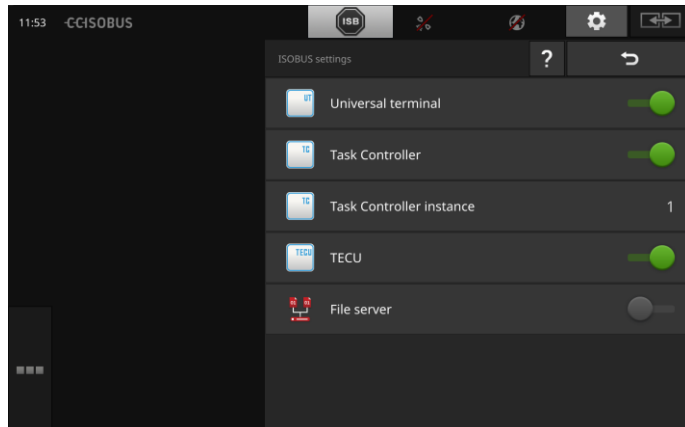 11:53 CCISOBUS
ISB
ISOBUS settings ?
UT
Universal terminal
TC
Task Controller
TC
Task Controller instance 1
TECU
TECU
File server